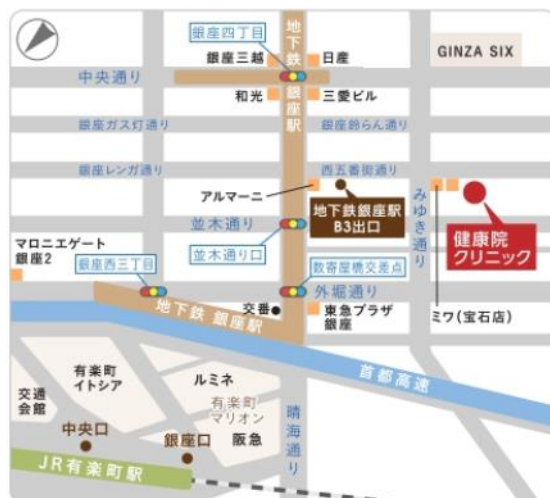 銀座四丁目
地下鉄
銀座駅
銀座三越
日産
GINZA SIX
中央通り
和光
三愛ビル
銀座ガス灯通り
銀座鈴らん通り
銀座レンガ通り
西五番街通り
アルマーニ
地下鉄銀座駅
B3出口
みゆき通り
健康院
クリニック
並木通り
並木通り口
マロニエゲート
銀座2
銀座西三丁目
数寄屋橋交差点
外堀通り
地下鉄 銀座駅
交番
東急プラザ
銀座
ミワ(宝石店)
首都高速
交通
会館
有楽町
イトシア
ルミネ
有楽町
マリオン
阪急
晴海通り
中央口
銀座口
JR有楽町駅